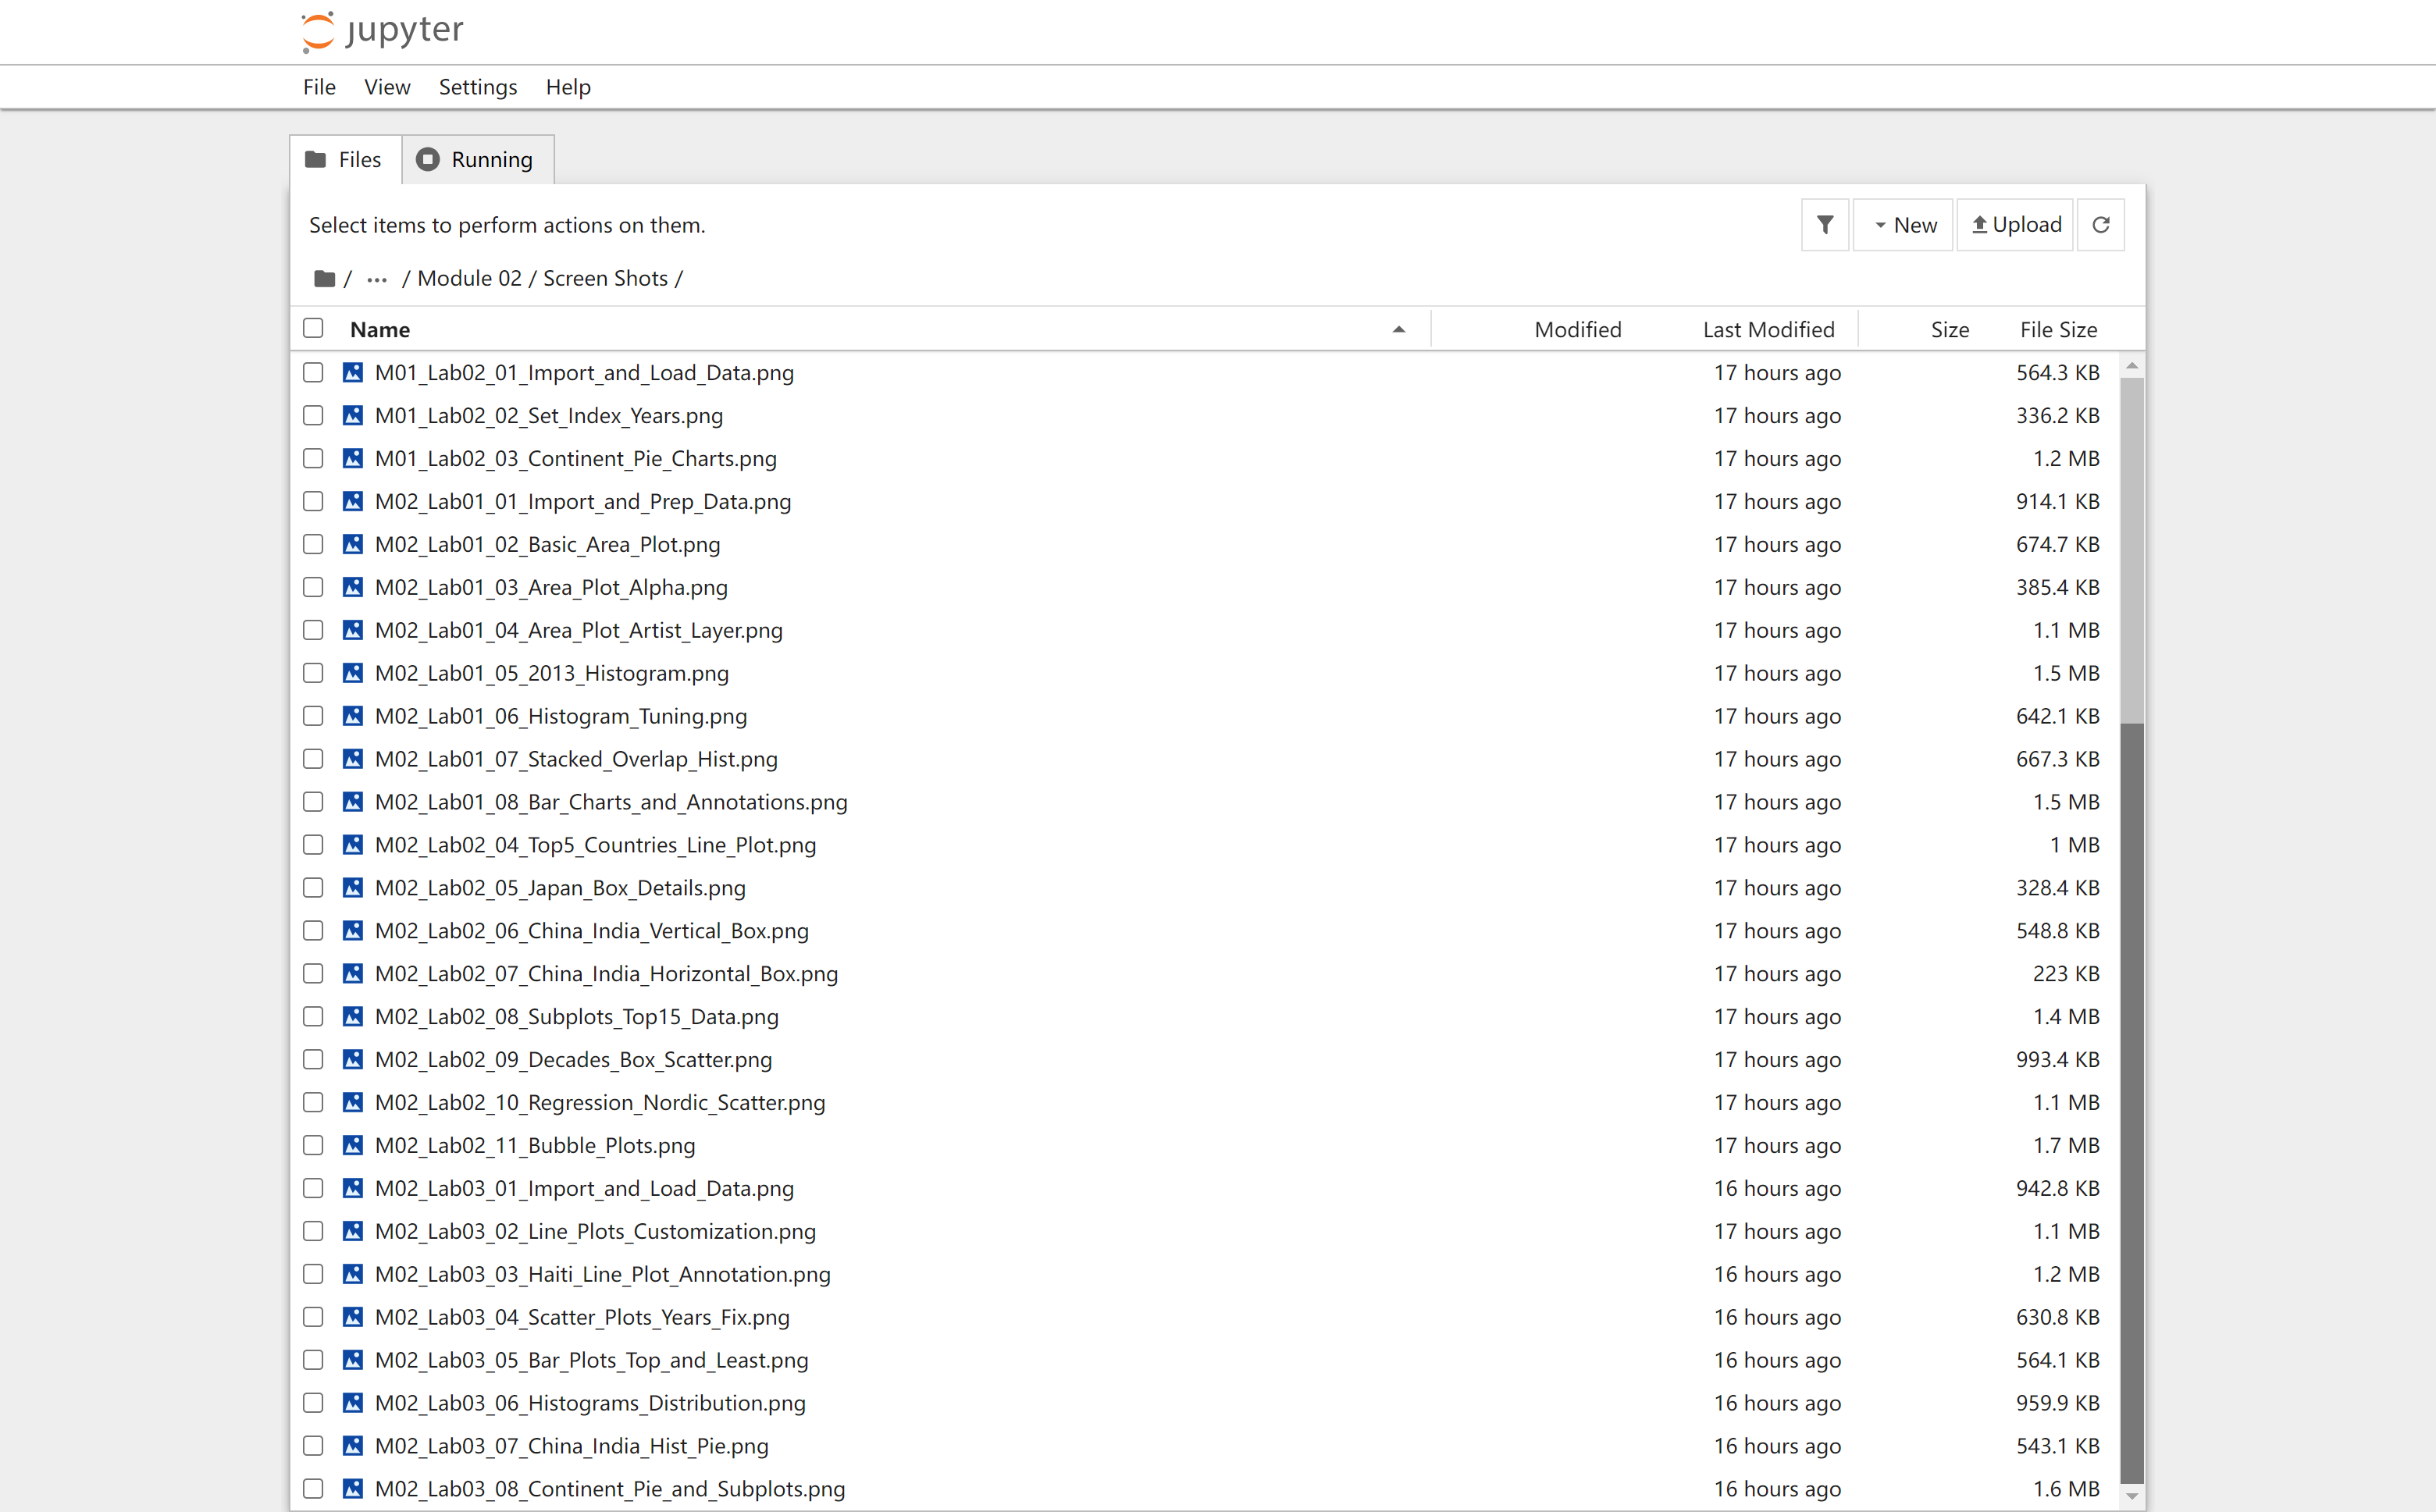 jupyter
File View Settings Help
Files Running
Select items to perform actions on them.
New Upload
/ ... / Module 02 / Screen Shots /
Name Modified Last Modified Size File Size
M01_Lab02_01_Import_and_Load_Data.png 17 hours ago 564.3 KB
M01_Lab02_02_Set_Index_Years.png 17 hours ago 336.2 KB
M01_Lab02_03_Continent_Pie_Charts.png 17 hours ago 1.2 MB
M02_Lab01_01_Import_and_Prep_Data.png 17 hours ago 914.1 KB
M02_Lab01_02_Basic_Area_Plot.png 17 hours ago 674.7 KB
M02_Lab01_03_Area_Plot_Alpha.png 17 hours ago 385.4 KB
M02_Lab01_04_Area_Plot_Artist_Layer.png 17 hours ago 1.1 MB
M02_Lab01_05_2013_Histogram.png 17 hours ago 1.5 MB
M02_Lab01_06_Histogram_Tuning.png 17 hours ago 642.1 KB
M02_Lab01_07_Stacked_Overlap_Hist.png 17 hours ago 667.3 KB
M02_Lab01_08_Bar_Charts_and_Annotations.png 17 hours ago 1.5 MB
M02_Lab02_04_Top5_Countries_Line_Plot.png 17 hours ago 1 MB
M02_Lab02_05_Japan_Box_Details.png 17 hours ago 328.4 KB
M02_Lab02_06_China_India_Vertical_Box.png 17 hours ago 548.8 KB
M02_Lab02_07_China_India_Horizontal_Box.png 17 hours ago 223 KB
M02_Lab02_08_Subplots_Top15_Data.png 17 hours ago 1.4 MB
M02_Lab02_09_Decades_Box_Scatter.png 17 hours ago 993.4 KB
M02_Lab02_10_Regression_Nordic_Scatter.png 17 hours ago 1.1 MB
M02_Lab02_11_Bubble_Plots.png 17 hours ago 1.7 MB
M02_Lab03_01_Import_and_Load_Data.png 16 hours ago 942.8 KB
M02_Lab03_02_Line_Plots_Customization.png 17 hours ago 1.1 MB
M02_Lab03_03_Haiti_Line_Plot_Annotation.png 16 hours ago 1.2 MB
M02_Lab03_04_Scatter_Plots_Years_Fix.png 16 hours ago 630.8 KB
M02_Lab03_05_Bar_Plots_Top_and_Least.png 16 hours ago 564.1 KB
M02_Lab03_06_Histograms_Distribution.png 16 hours ago 959.9 KB
M02_Lab03_07_China_India_Hist_Pie.png 16 hours ago 543.1 KB
M02_Lab03_08_Continent_Pie_and_Subplots.png 16 hours ago 1.6 MB